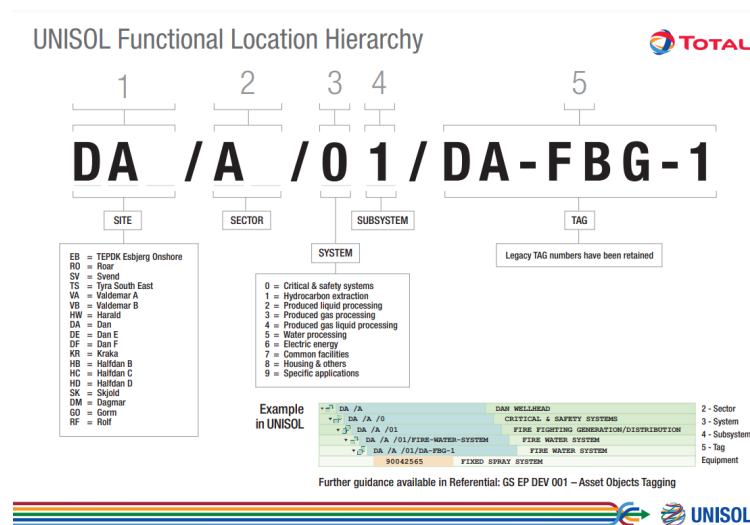 UNISOL Functional Location Hierarchy
TOTAL
1 2 3 4 5
DA /A /01/DA-FBG-1
SITE SECTOR SUBSYSTEM TAG
SYSTEM
Legacy TAG numbers have been retained
EB = TEPDK Esbjerg Onshore
RO = Roar
SV = Svend
TS = Tyra South East
VA = Valdemar A
VB = Valdemar B
HW = Harald
DA = Dan
DE = Dan E
DF = Dan F
KR = Kraka
HB = Halfdan B
HC = Halfdan C
HD = Halfdan D
SK = Skjold
DM = Dagmar
GO = Gorm
RF = Rolf
0 = Critical & safety systems
1 = Hydrocarbon extraction
2 = Produced liquid processing
3 = Produced gas processing
4 = Produced gas liquid processing
5 = Water processing
6 = Electric energy
7 = Common facilities
8 = Housing & others
9 = Specific applications
Example
in UNISOL
DA /A DAN WELLHEAD 2 - Sector
DA /A /0 CRITICAL & SAFETY SYSTEMS 3 - System
DA /A /01 FIRE FIGHTING GENERATION/DISTRIBUTION 4 - Subsystem
DA /A /01/FIRE-WATER-SYSTEM FIRE WATER SYSTEM
DA /A /01/DA-FBG-1 FIRE WATER SYSTEM 5 - Tag
90042565 FIXED SPRAY SYSTEM Equipment
Further guidance available in Referential: GS EP DEV 001 – Asset Objects Tagging
UNISOL